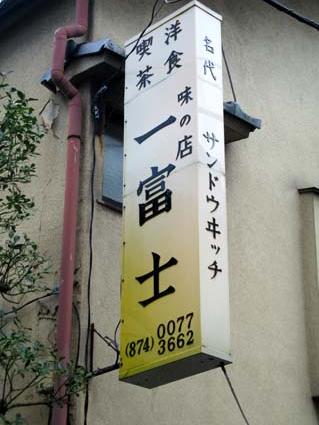 名代 サンドウヰッチ
洋食
喫茶
味の店
一富士
(874) 0077
3662